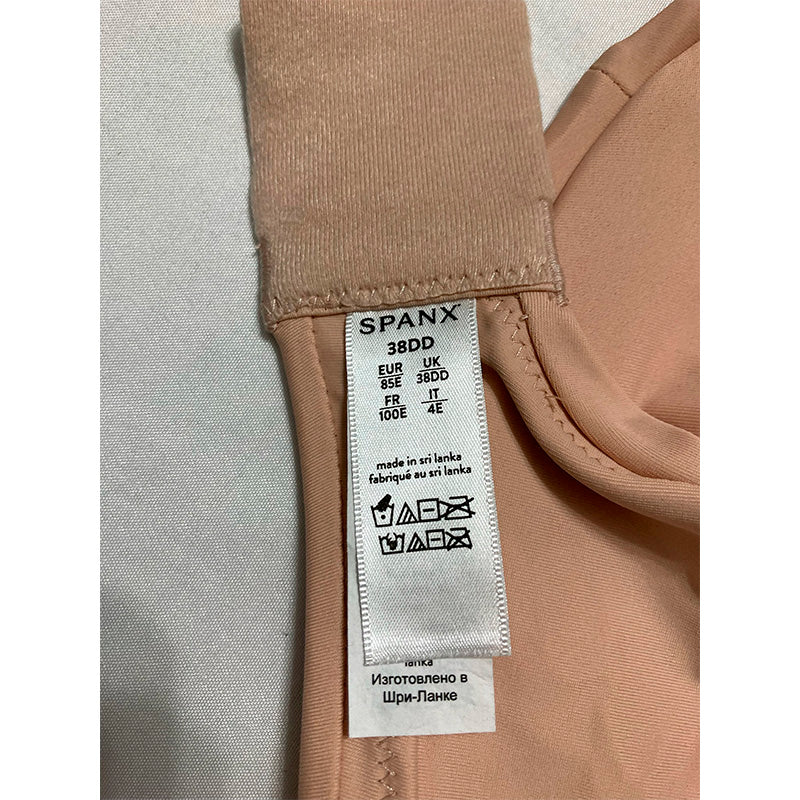 SPANX
38DD
EUR UK
85E 38DD
FR IT
100E 4E
made in sri lanka
fabriqué au sri lanka
lanka
Изготовлено в
Шри-Ланке